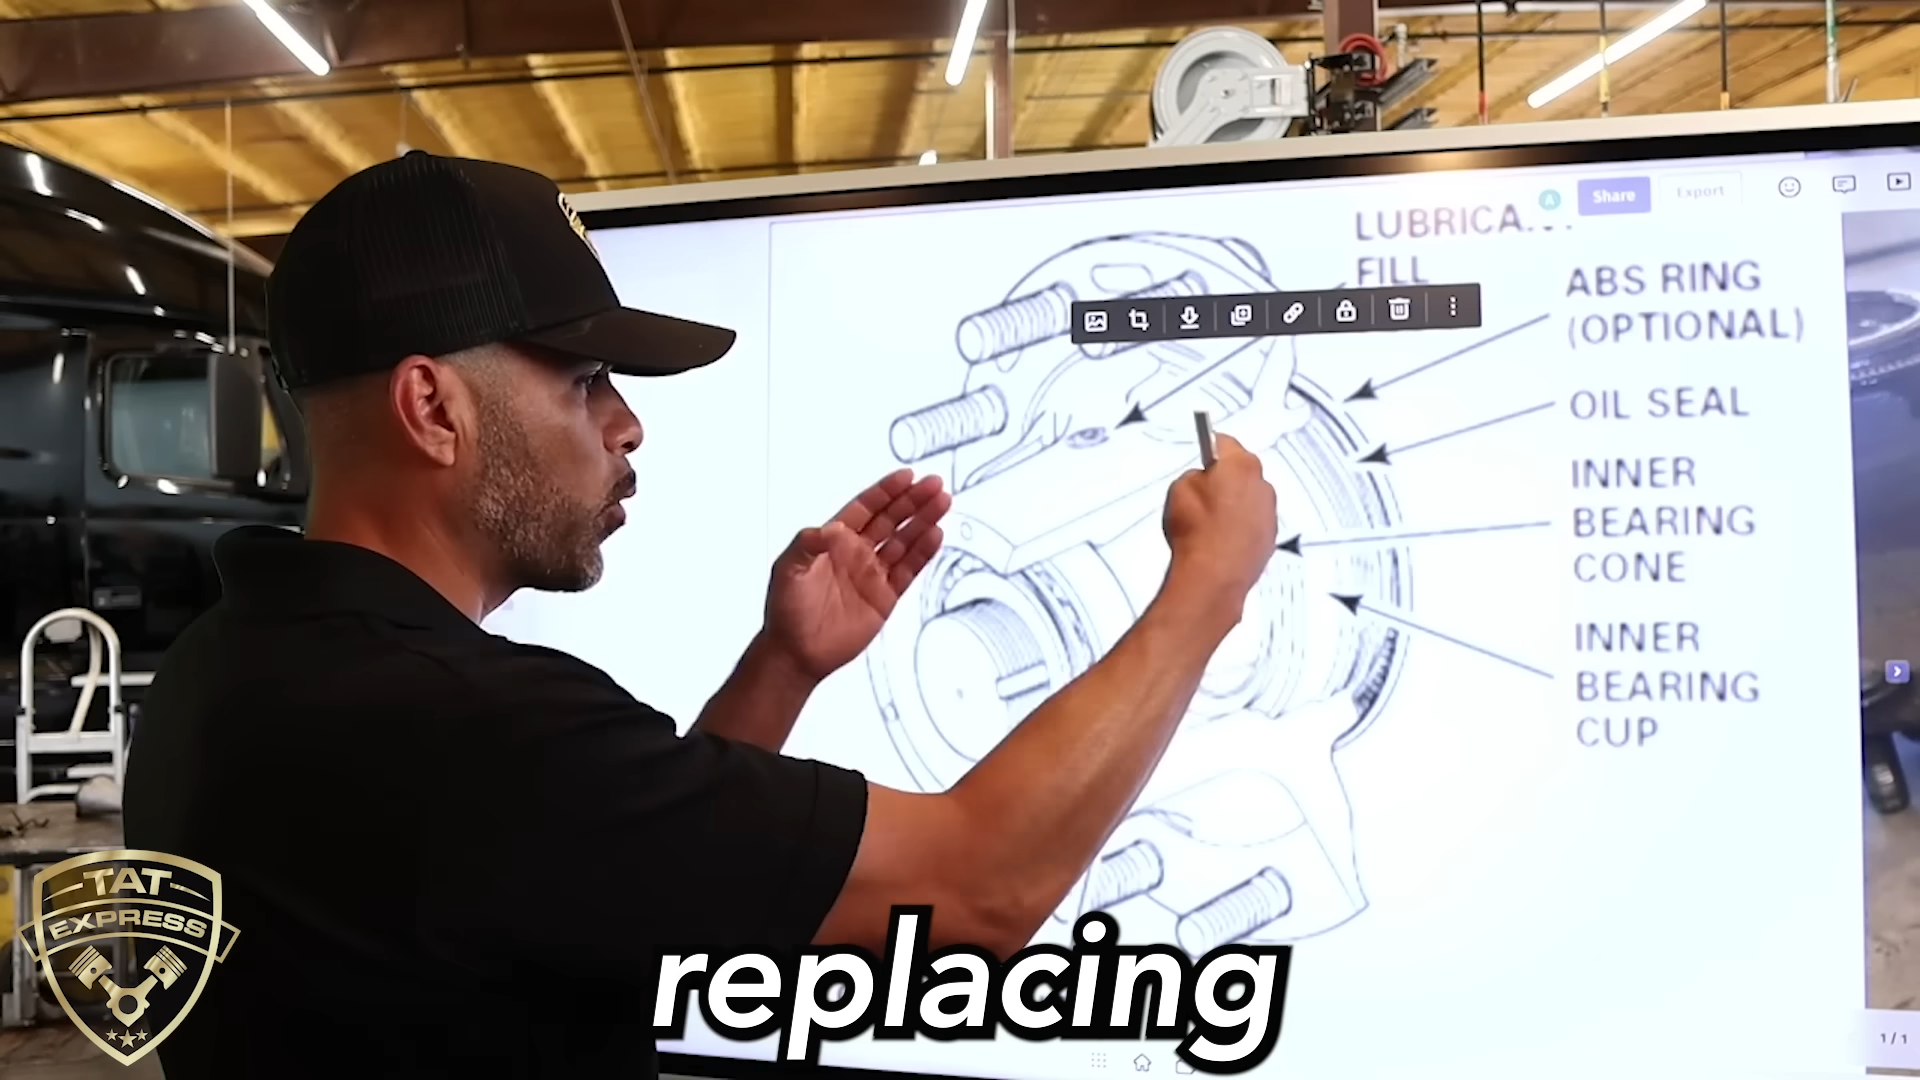 Share
Export
A
LUBRICA
FILL
ABS RING
(OPTIONAL)
OIL SEAL
INNER
BEARING
CONE
INNER
BEARING
CUP
TAT
EXPRESS
replacing
1/1